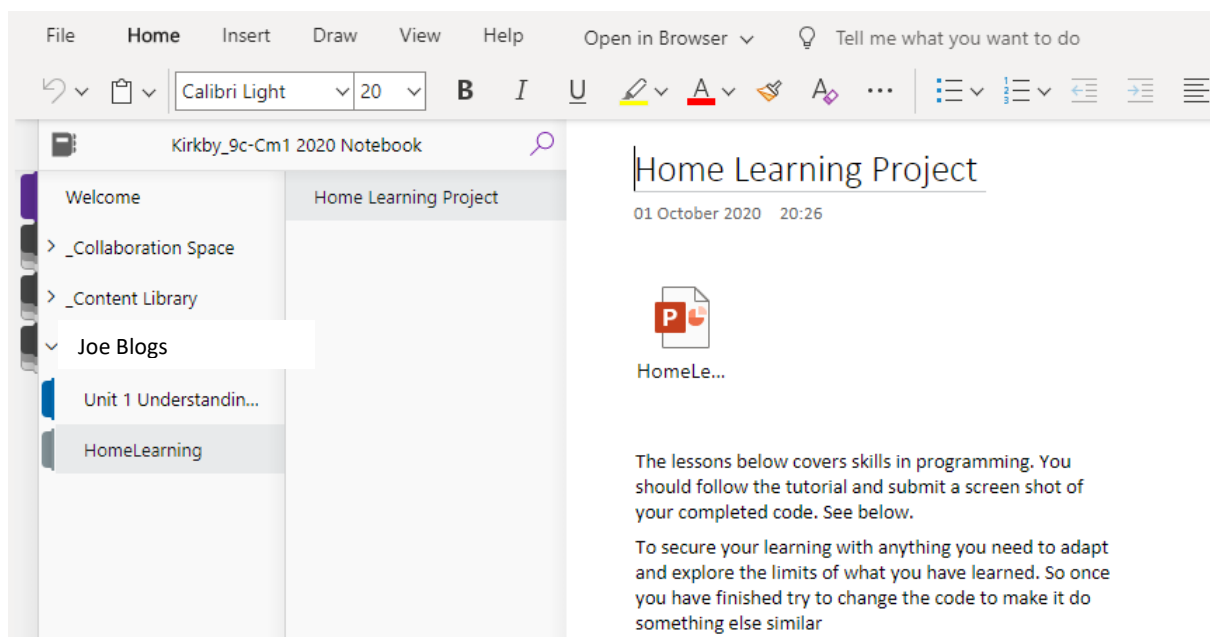 File Home Insert Draw View Help Open in Browser Tell me what you want to do
Calibri Light 20 B I U A A
Kirkby_9c-Cm1 2020 Notebook
Welcome
_Collaboration Space
_Content Library
Joe Blogs
Unit 1 Understandin...
HomeLearning
Home Learning Project
Home Learning Project
01 October 2020 20:26
P
HomeLe...
The lessons below covers skills in programming. You
should follow the tutorial and submit a screen shot of
your completed code. See below.
To secure your learning with anything you need to adapt
and explore the limits of what you have learned. So once
you have finished try to change the code to make it do
something else similar